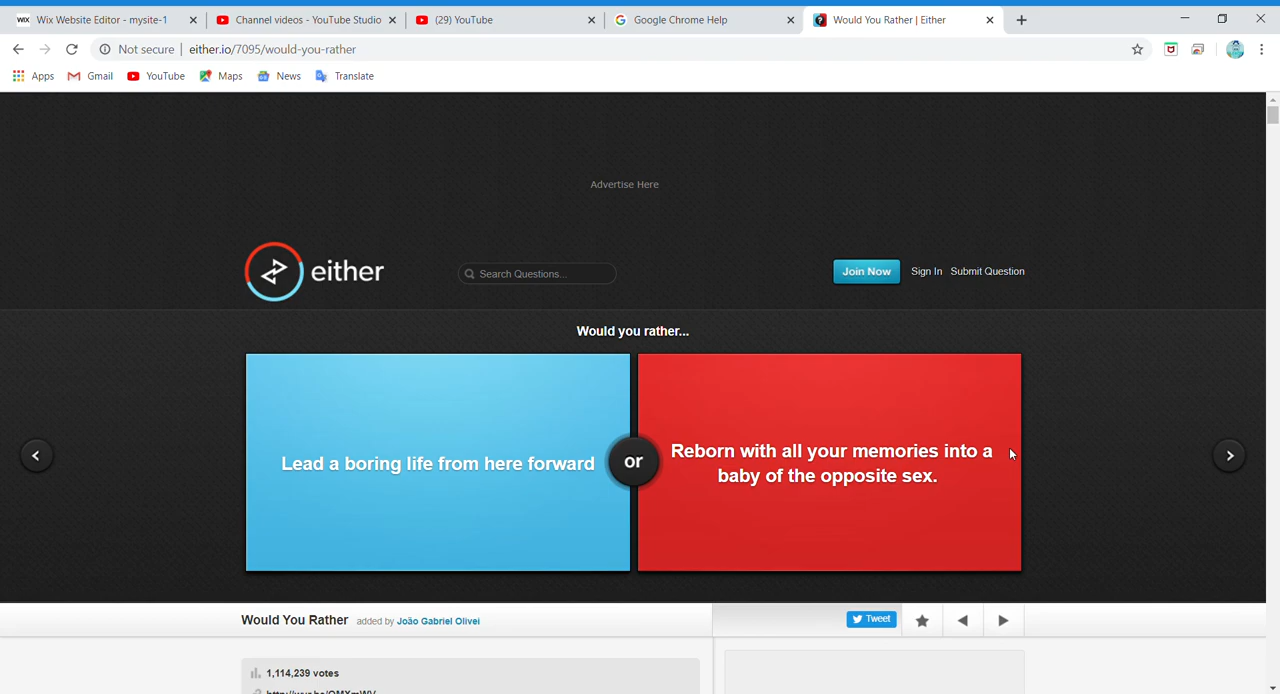 WIX Wix Website Editor - mysite-1
Channel videos - YouTube Studio
(29) YouTube
Google Chrome Help
Would You Rather | Either
Not secure | either.io/7095/would-you-rather
Apps Gmail YouTube Maps News Translate
Advertise Here
either
Search Questions...
Join Now Sign In Submit Question
Would you rather...
Lead a boring life from here forward
or
Reborn with all your memories into a
baby of the opposite sex.
Would You Rather added by João Gabriel Olivei
Tweet
1,114,239 votes